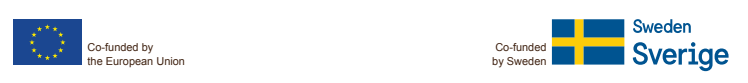 Co-funded by
the European Union
Co-funded
by Sweden
Sweden
Sverige